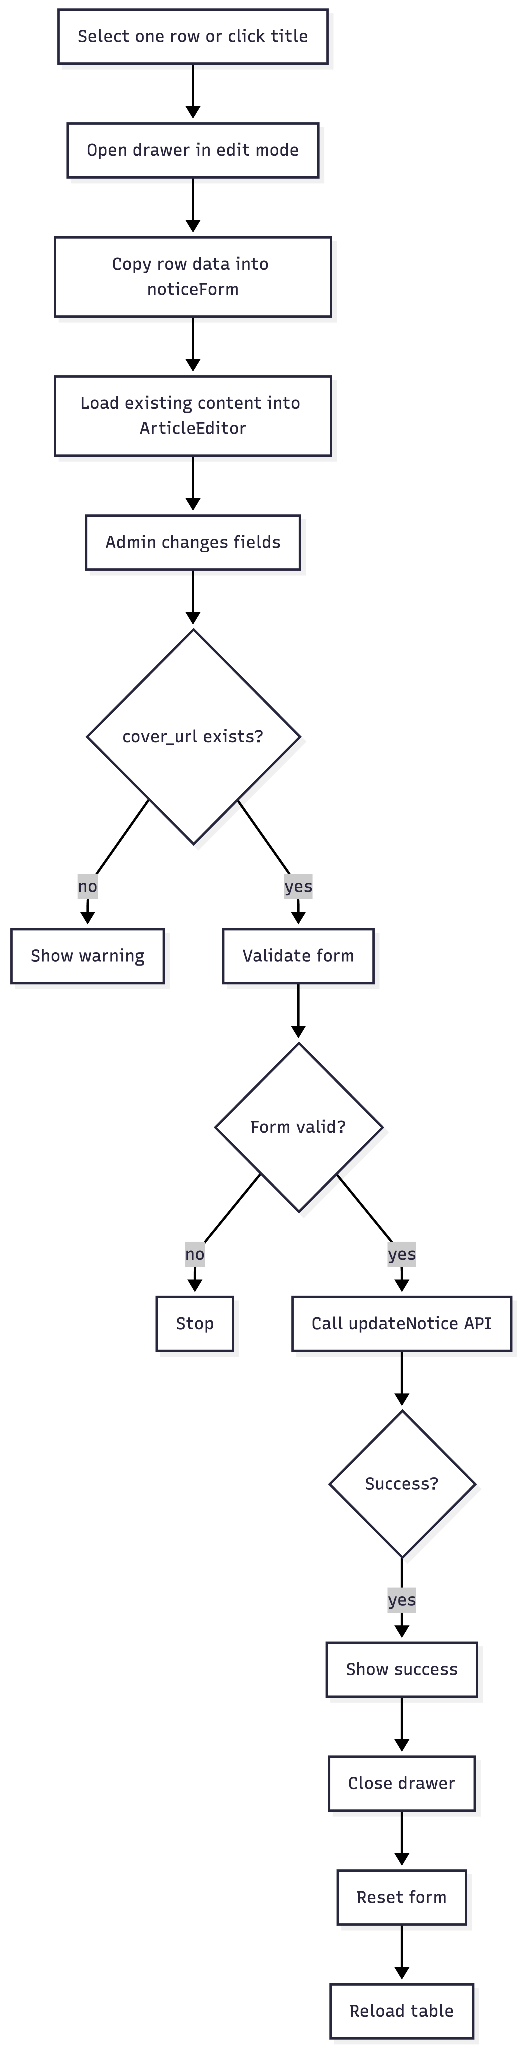 Select one row or click title
Open drawer in edit mode
Copy row data into
noticeForm
Load existing content into
ArticleEditor
Admin changes fields
cover_url exists?
no
yes
Show warning
Validate form
Form valid?
no
yes
Stop
Call updateNotice API
Success?
yes
Show success
Close drawer
Reset form
Reload table